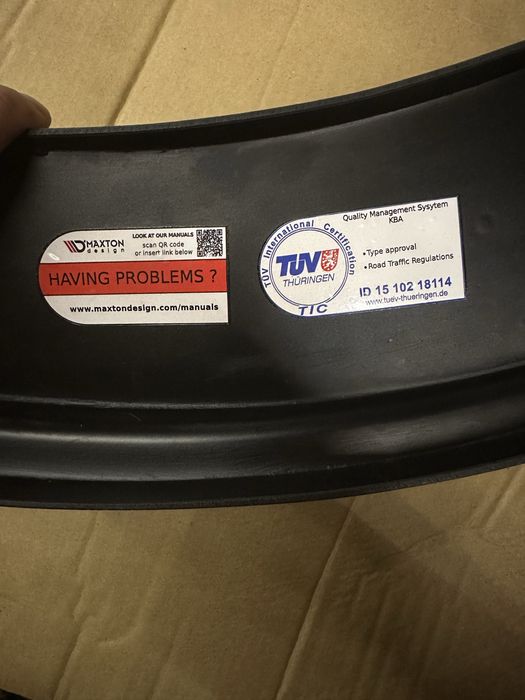 MAXTON
design
LOOK AT OUR MANUALS
scan QR code
or insert link below
HAVING PROBLEMS ?
www.maxtondesign.com/manuals
TÜV International Certification
TÜV
THÜRINGEN
TIC
Quality Management Sysytem
KBA
• Type approval
• Road Traffic Regulations
ID 15 102 18114
www.tuev-thueringen.de